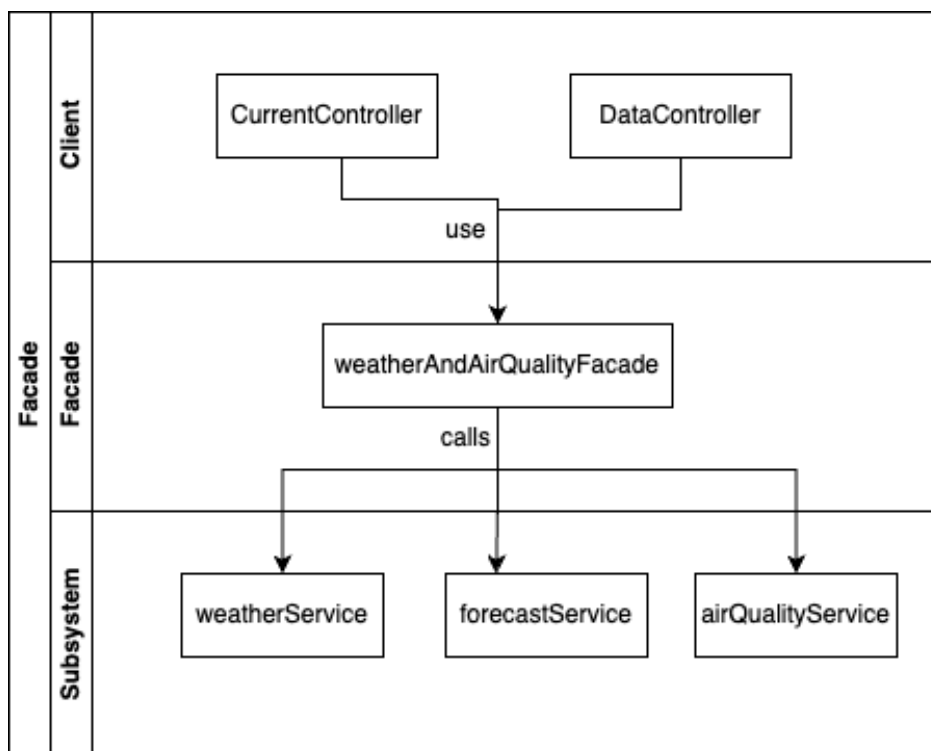 Facade
Client
CurrentController
DataController
use
Facade
weatherAndAirQualityFacade
calls
Subsystem
weatherService
forecastService
airQualityService